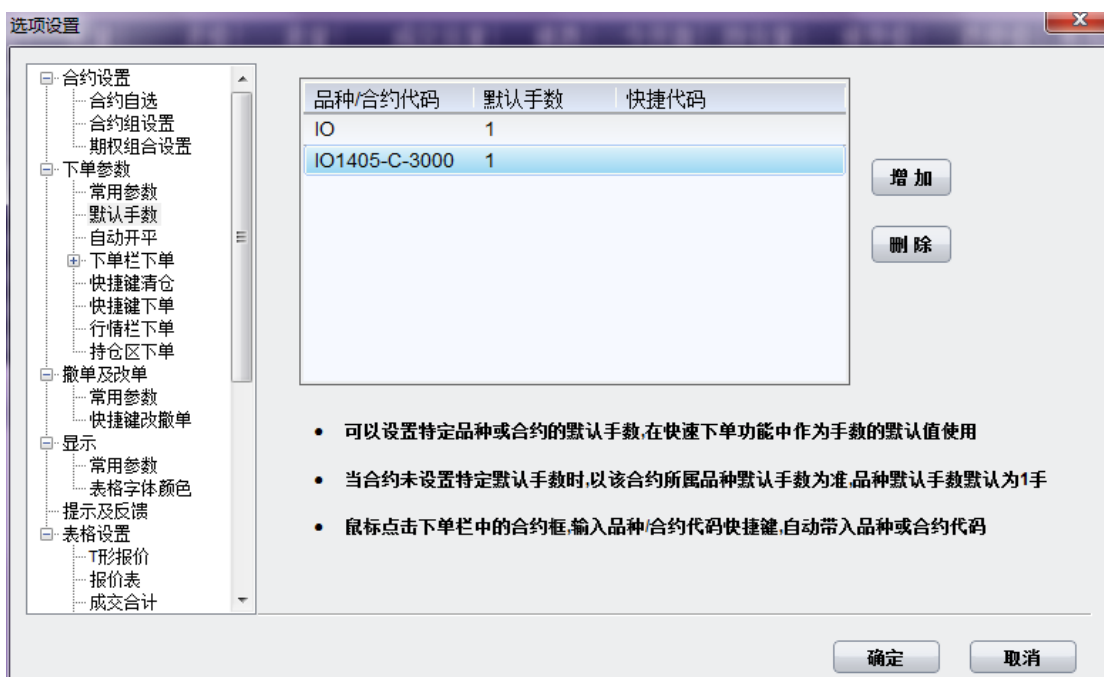 选项设置
合约设置
合约自选
合约组设置
期权组合设置
下单参数
常用参数
默认手数
自动开平
下单栏下单
快捷键清仓
快捷键下单
行情栏下单
持仓区下单
撤单及改单
常用参数
快捷键改撤单
显示
常用参数
表格字体颜色
提示及反馈
表格设置
T形报价
报价表
成交合计
品种/合约代码 默认手数 快捷代码
IO 1
IO1405-C-3000 1
增 加
删 除
• 可以设置特定品种或合约的默认手数,在快速下单功能中作为手数的默认值使用
• 当合约未设置特定默认手数时,以该合约所属品种默认手数为准,品种默认手数默认为1手
• 鼠标点击下单栏中的合约框,输入品种/合约代码快捷键,自动带入品种或合约代码
确定 取消